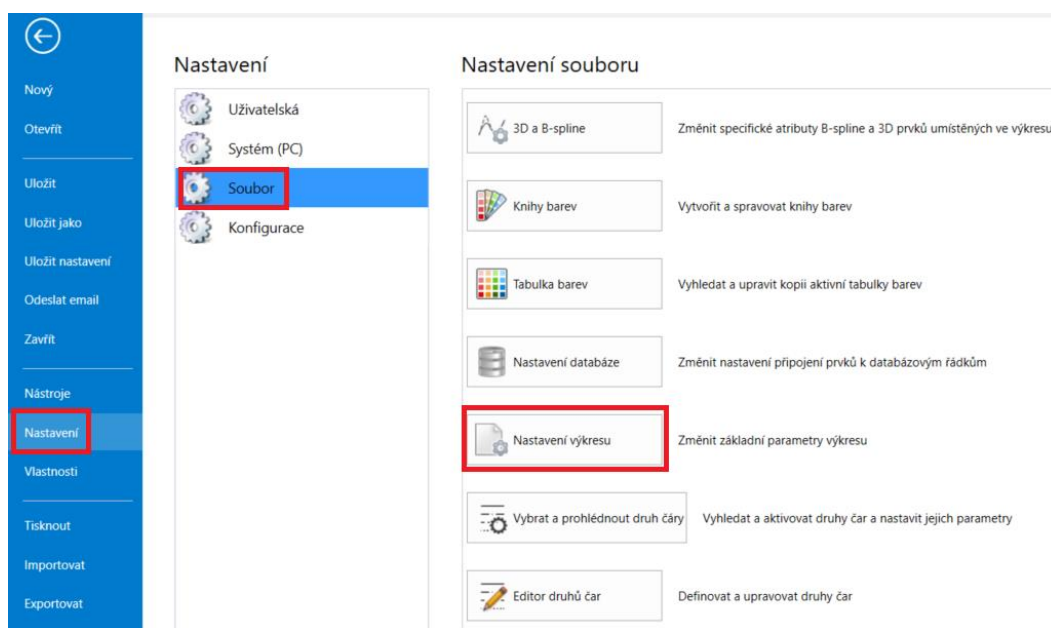 Nový
Otevřít
Uložit
Uložit jako
Uložit nastavení
Odeslat email
Zavřít
Nástroje
Nastavení
Vlastnosti
Tisknout
Importovat
Exportovat
Nastavení
Uživatelská
Systém (PC)
Soubor
Konfigurace
Nastavení souboru
3D a B-spline
Změnit specifické atributy B-spline a 3D prvků umístěných ve výkresu
Knihy barev
Vytvořit a spravovat knihy barev
Tabulka barev
Vyhledat a upravit kopii aktivní tabulky barev
Nastavení databáze
Změnit nastavení připojení prvků k databázovým řádkům
Nastavení výkresu
Změnit základní parametry výkresu
Vybrat a prohlédnout druh čáry
Vyhledat a aktivovat druhy čar a nastavit jejich parametry
Editor druhů čar
Definovat a upravovat druhy čar